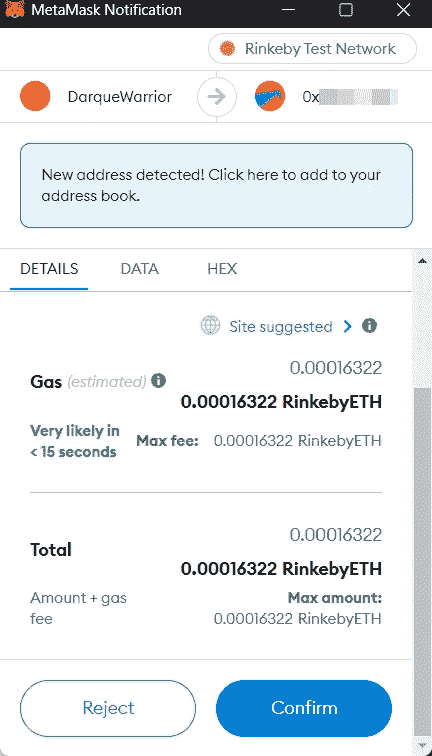 MetaMask Notification
Rinkeby Test Network
DarqueWarrior
0x
New address detected! Click here to add to your
address book.
DETAILS DATA HEX
Site suggested
0.00016322
Gas (estimated)
0.00016322 RinkebyETH
Very likely in
< 15 seconds
Max fee: 0.00016322 RinkebyETH
0.00016322
Total
0.00016322 RinkebyETH
Amount + gas
fee
Max amount:
0.00016322 RinkebyETH
Reject Confirm